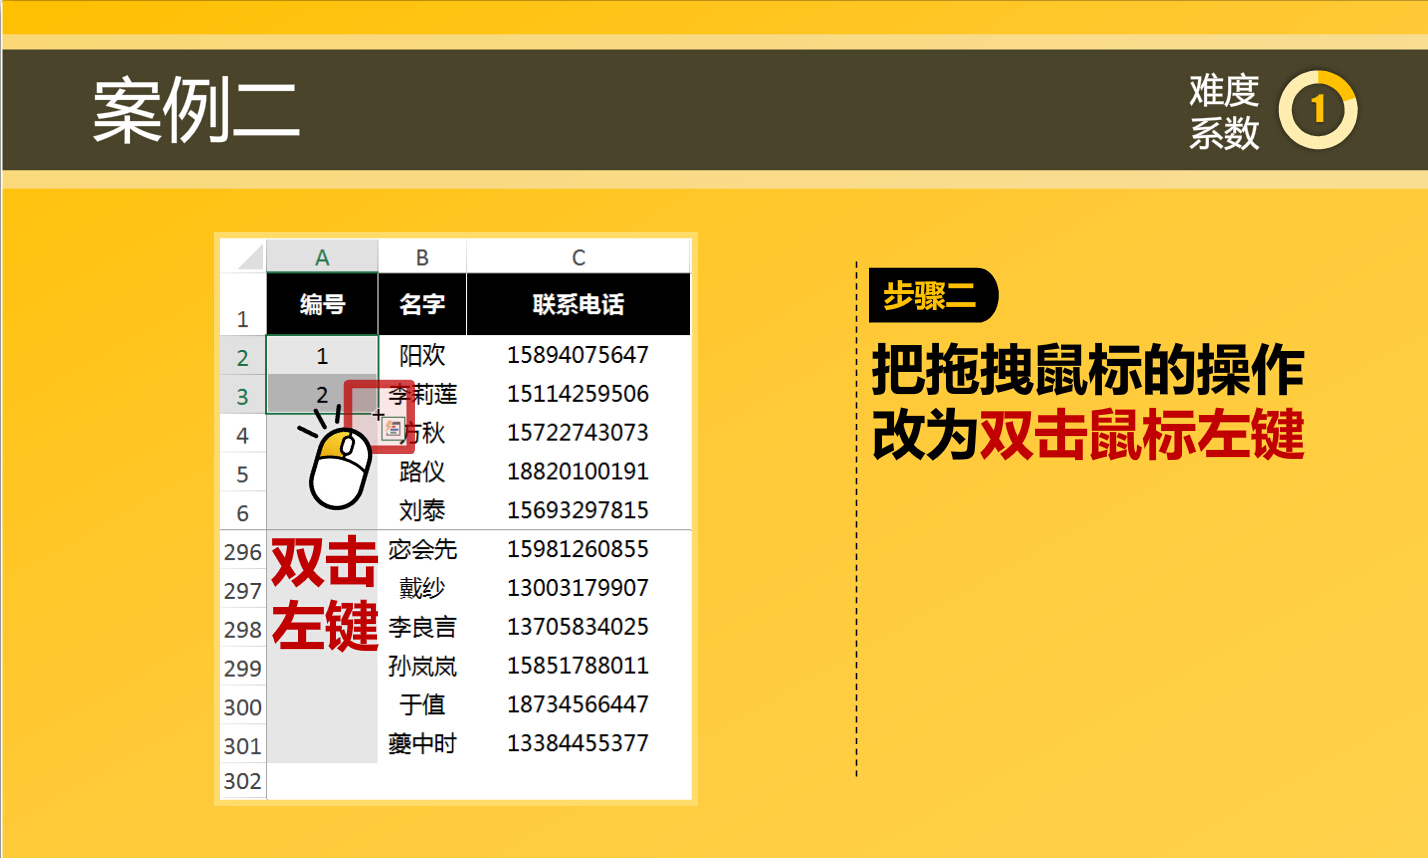 案例二
难度
系数
1
A B C
1 编号 名字 联系电话
2 1 阳欢 15894075647
3 2 李莉莲 15114259506
4 方秋 15722743073
5 路仪 18820100191
6 刘泰 15693297815
296 宓会先 15981260855
297 戴纱 13003179907
298 李良言 13705834025
299 孙岚岚 15851788011
300 于值 18734566447
301 夔中时 13384455377
302
双击
左键
步骤二
把拖拽鼠标的操作
改为双击鼠标左键